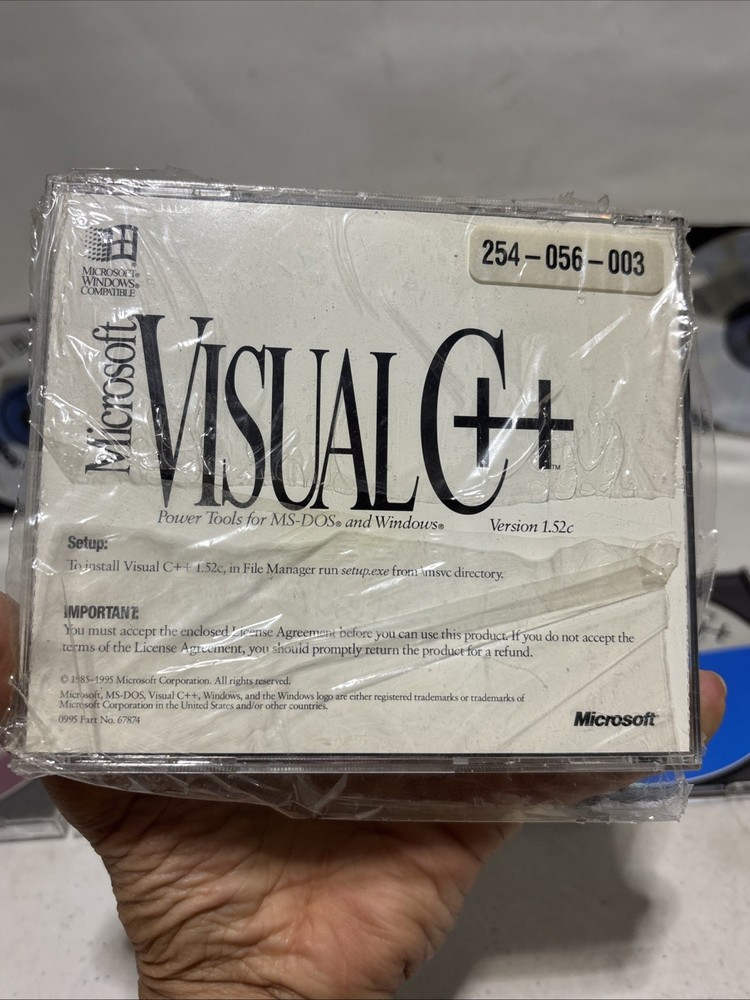 MICROSOFT®
WINDOWS®
COMPATIBLE
254-056-003
Microsoft
VISUAL C++™
Power Tools for MS-DOS® and Windows®
Version 1.52c
Setup:
To install Visual C++ 1.52c, in File Manager run setup.exe from \msvc directory.
IMPORTANT:
You must accept the enclosed License Agreement before you can use this product. If you do not accept the
terms of the License Agreement, you should promptly return the product for a refund.
© 1985-1995 Microsoft Corporation. All rights reserved.
Microsoft, MS-DOS, Visual C++, Windows, and the Windows logo are either registered trademarks or trademarks of
Microsoft Corporation in the United States and/or other countries.
0995 Part No. 67874
Microsoft